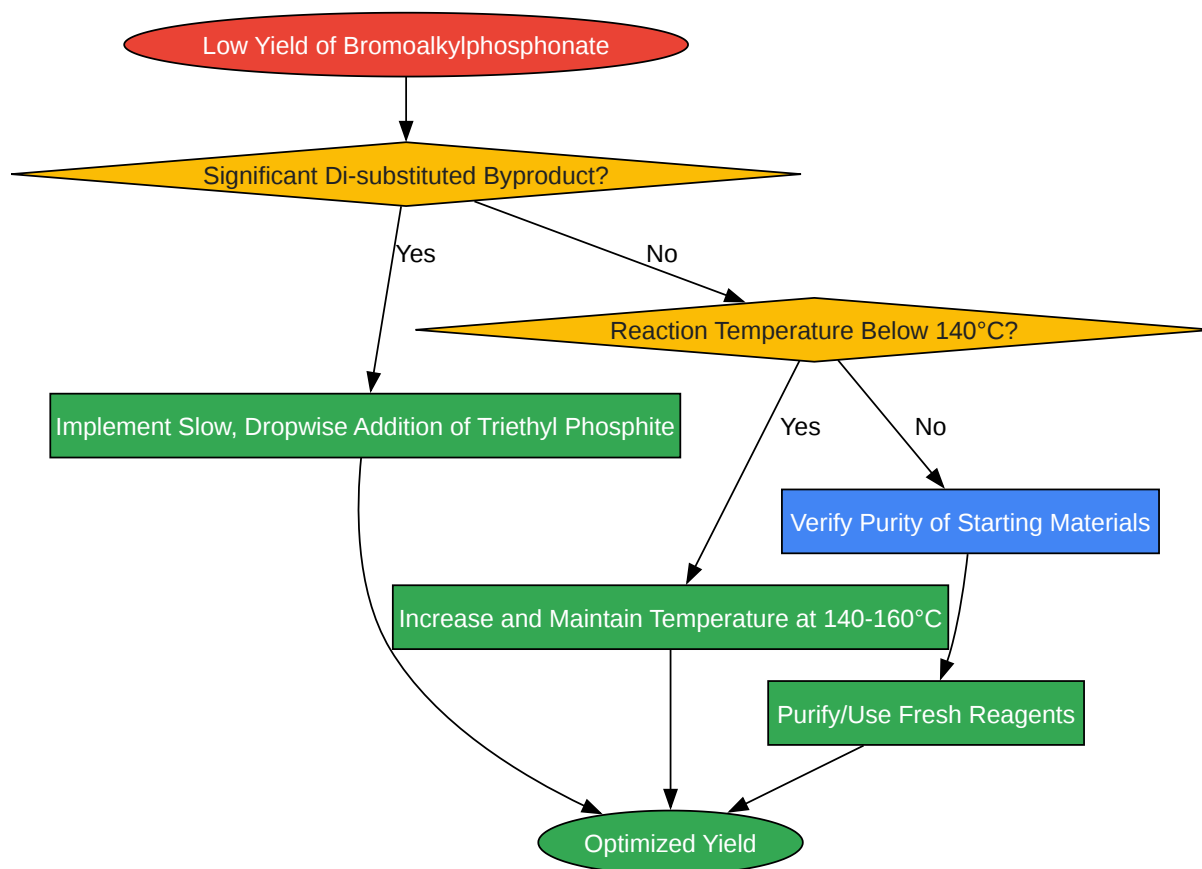 Low Yield of Bromoalkylphosphonate
Significant Di-substituted Byproduct?
Yes
No
Reaction Temperature Below 140°C?
Implement Slow, Dropwise Addition of Triethyl Phosphite
Yes
No
Verify Purity of Starting Materials
Increase and Maintain Temperature at 140-160°C
Purify/Use Fresh Reagents
Optimized Yield